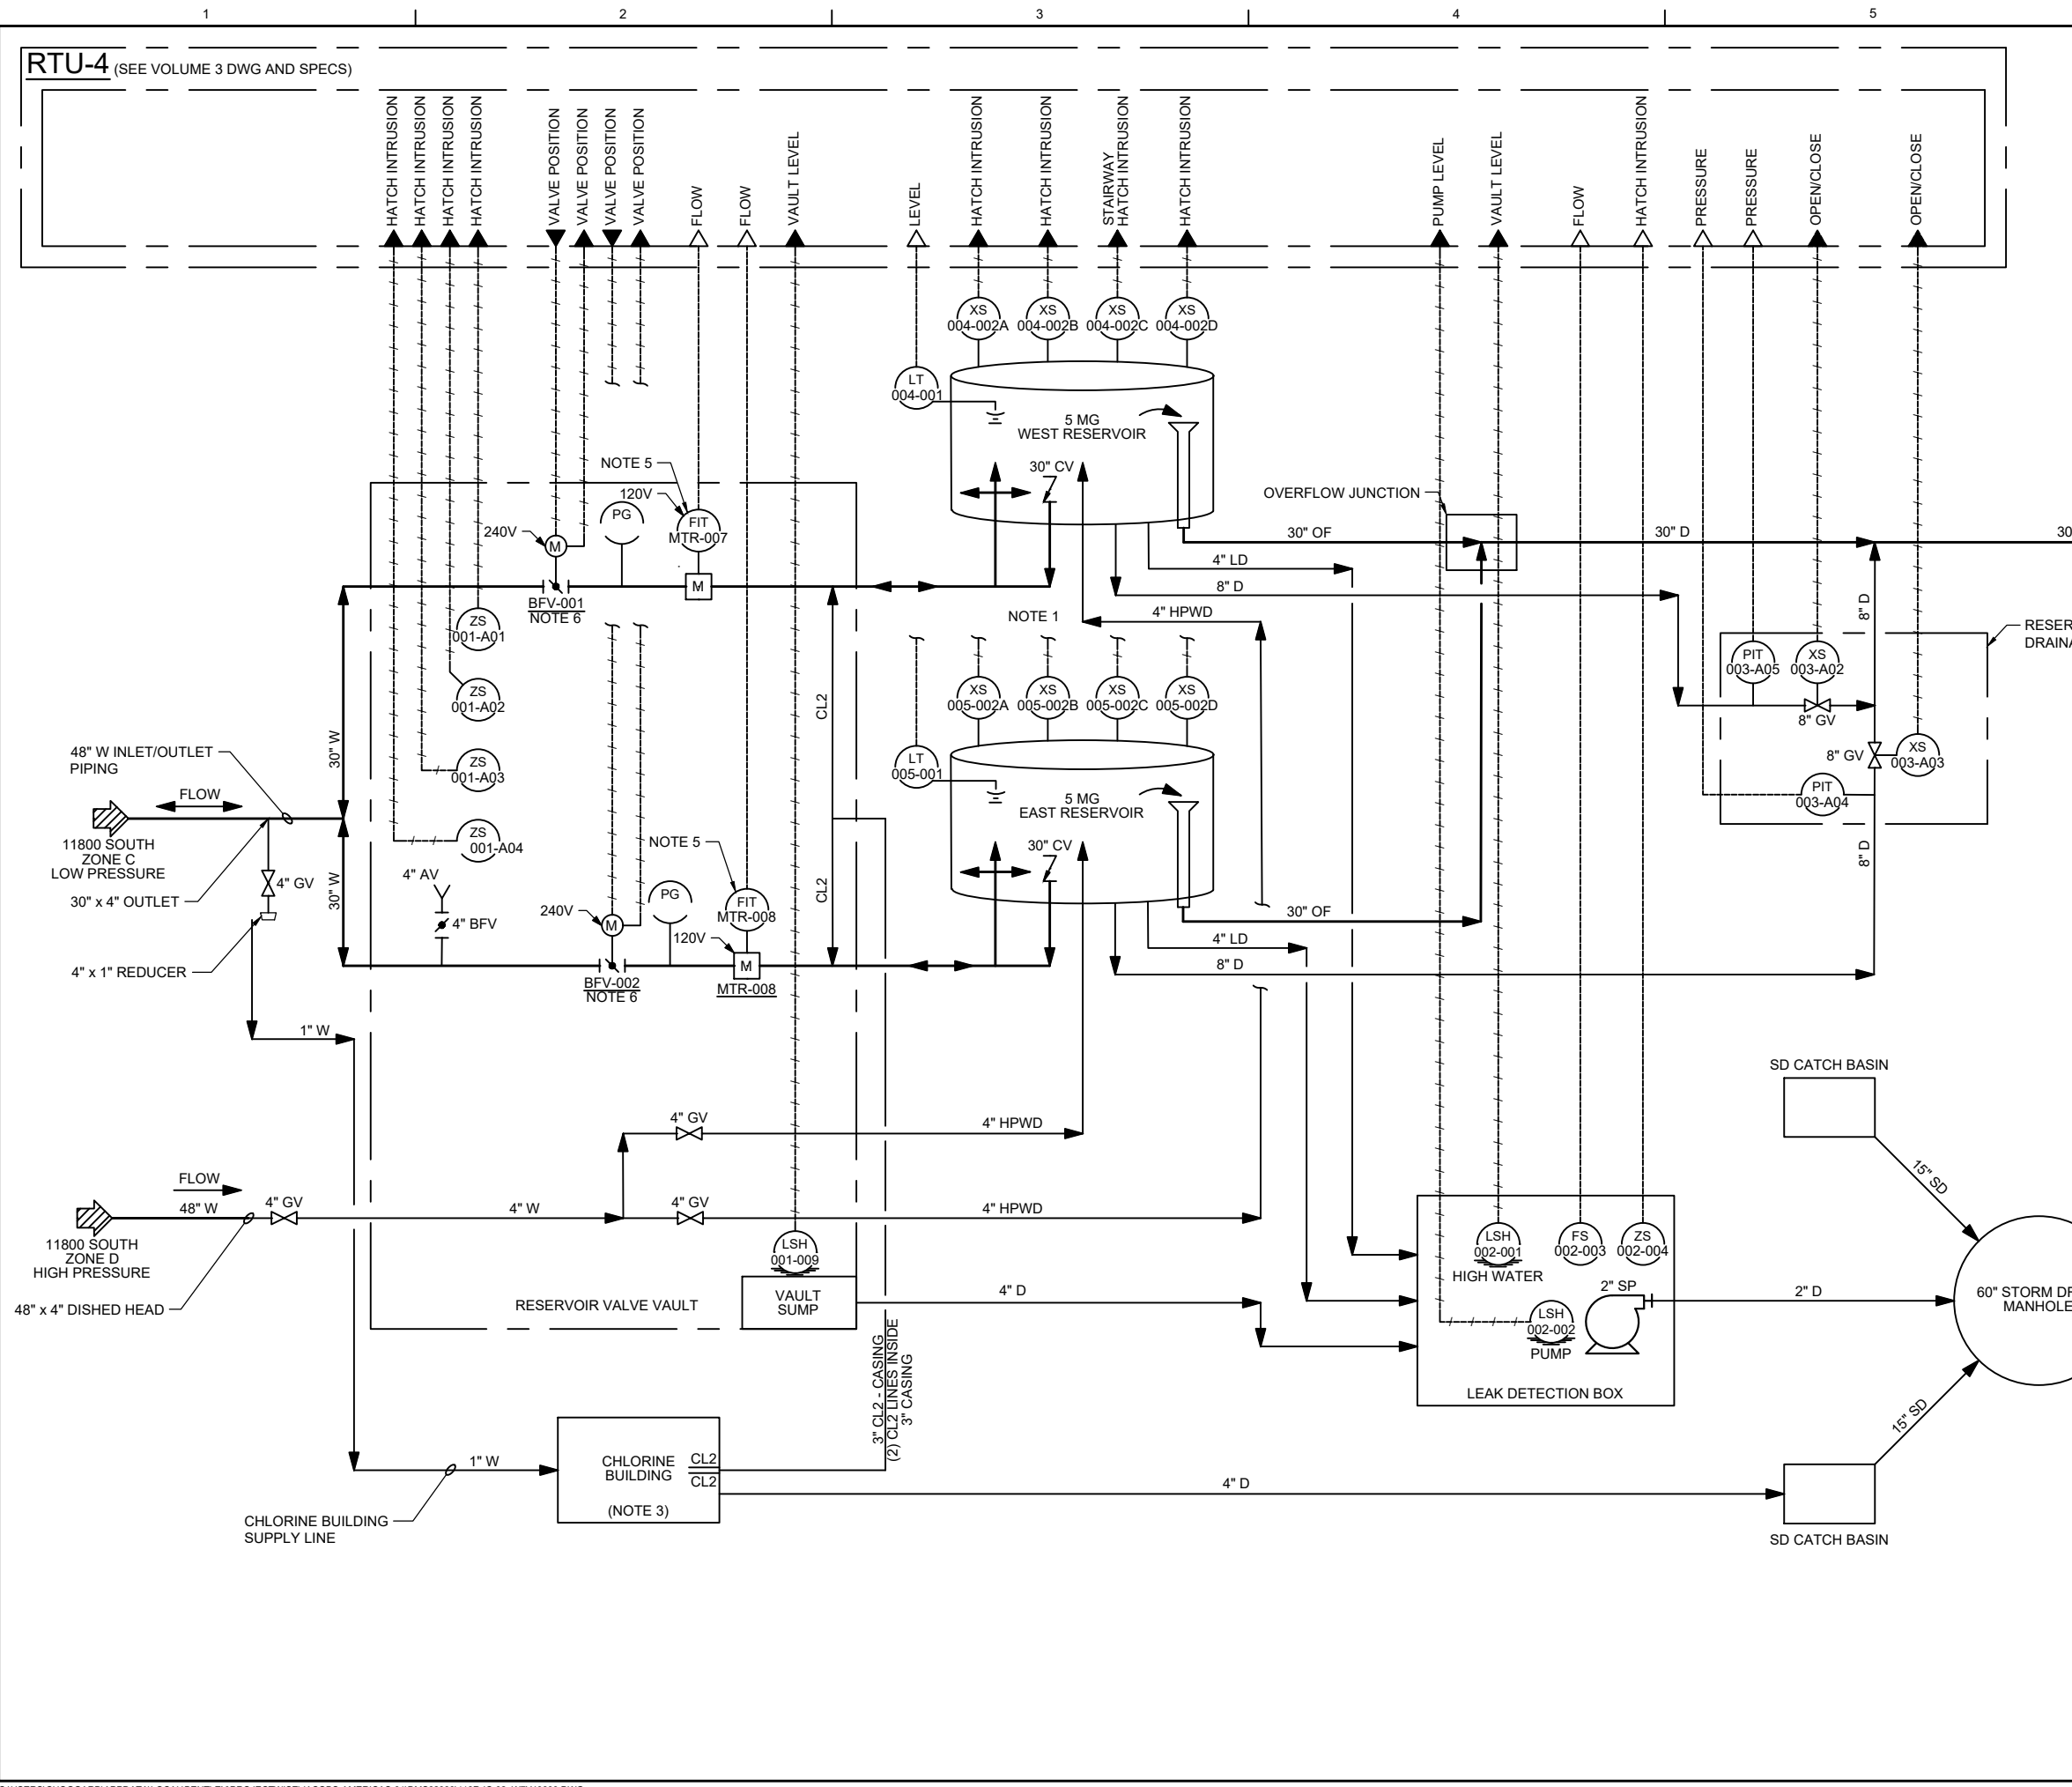 1
2
3
4
5
RTU-4 (SEE VOLUME 3 DWG AND SPECS)
HATCH INTRUSION
HATCH INTRUSION
HATCH INTRUSION
HATCH INTRUSION
VALVE POSITION
VALVE POSITION
VALVE POSITION
VALVE POSITION
FLOW
FLOW
VAULT LEVEL
LEVEL
HATCH INTRUSION
HATCH INTRUSION
STAIRWAY
HATCH INTRUSION
HATCH INTRUSION
PUMP LEVEL
VAULT LEVEL
FLOW
HATCH INTRUSION
PRESSURE
PRESSURE
OPEN/CLOSE
OPEN/CLOSE
XS
004-002A
XS
004-002B
XS
004-002C
XS
004-002D
LT
004-001
5 MG
WEST RESERVOIR
30" CV
NOTE 5
120V
PG
FIT
MTR-007
240V
M
M
BFV-001
NOTE 6
OVERFLOW JUNCTION
30" OF
30" D
30
4" LD
8" D
4" HPWD
NOTE 1
8" D
RESER
DRAINA
PIT
003-A05
XS
003-A02
8" GV
8" GV
XS
003-A03
PIT
003-A04
8" D
ZS
001-A01
ZS
001-A02
ZS
001-A03
ZS
001-A04
XS
005-002A
XS
005-002B
XS
005-002C
XS
005-002D
LT
005-001
5 MG
EAST RESERVOIR
30" CV
CL2
CL2
30" W
30" W
48" W INLET/OUTLET
PIPING
FLOW
11800 SOUTH
ZONE C
LOW PRESSURE
30" x 4" OUTLET
4" GV
4" x 1" REDUCER
4" AV
4" BFV
NOTE 5
PG
FIT
MTR-008
240V
M
120V
M
BFV-002
NOTE 6
MTR-008
30" OF
4" LD
8" D
1" W
4" GV
4" HPWD
FLOW
48" W
4" GV
4" W
4" GV
4" HPWD
11800 SOUTH
ZONE D
HIGH PRESSURE
48" x 4" DISHED HEAD
LSH
001-009
VAULT
SUMP
RESERVOIR VALVE VAULT
4" D
3" CL2 - CASING
(2) CL2 LINES INSIDE
3" CASING
LSH
002-001
HIGH WATER
FS
002-003
ZS
002-004
LSH
002-002
PUMP
2" SP
2" D
LEAK DETECTION BOX
SD CATCH BASIN
15" SD
60" STORM DR
MANHOLE
15" SD
1" W
CHLORINE
BUILDING
(NOTE 3)
CL2
CL2
4" D
CHLORINE BUILDING
SUPPLY LINE
SD CATCH BASIN